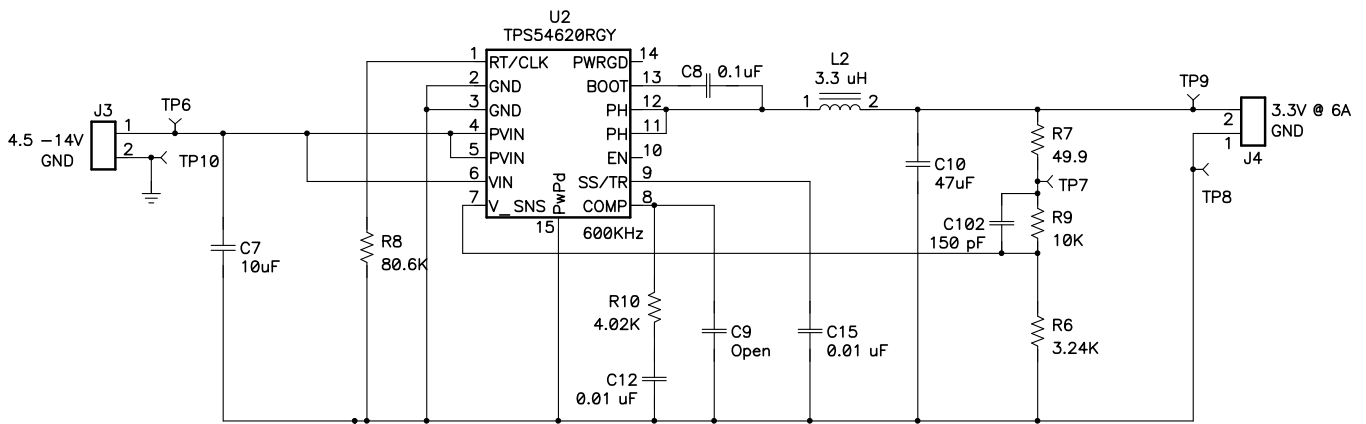 U2
TPS54620RGY
1 RT/CLK PWRGD 14
2 GND BOOT 13
3 GND PH 12
4 PVIN PH 11
5 PVIN EN 10
6 VIN SS/TR 9
7 V_SNS COMP 8
PwPd
15
600KHz
J3
4.5 -14V 1
GND 2
TP6
TP10
C7
10uF
R8
80.6K
C8 0.1uF
L2
3.3 uH
1 2
R10
4.02K
C12
0.01 uF
C9
Open
C15
0.01 uF
C10
47uF
R7
49.9
TP7
C102
150 pF
R9
10K
R6
3.24K
TP9
TP8
3.3V @ 6A
2
GND
1
J4